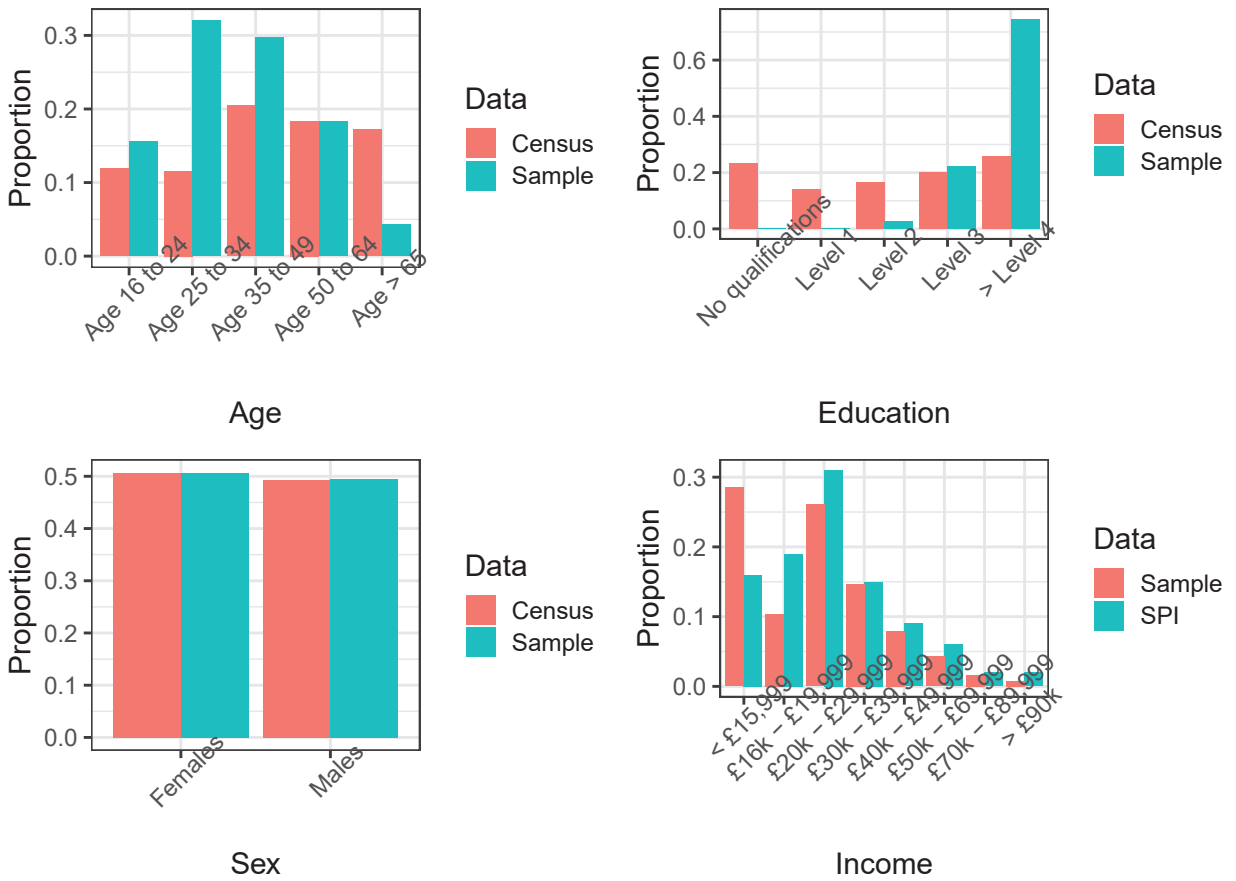 0.3
0.2
0.1
0.0
Proportion
Age 16 to 24
Age 25 to 34
Age 35 to 49
Age 50 to 64
Age > 65
Age
Data
Census
Sample
0.6
0.4
0.2
0.0
Proportion
No qualifications
Level 1
Level 2
Level 3
> Level 4
Education
Data
Census
Sample
0.5
0.4
0.3
0.2
0.1
0.0
Proportion
Females
Males
Sex
Data
Census
Sample
0.3
0.2
0.1
0.0
Proportion
< £15,999
£16k – £19,999
£20k – £29,999
£30k – £39,999
£40k – £49,999
£50k – £69,999
£70k – £89,999
> £90k
Income
Data
Sample
SPI